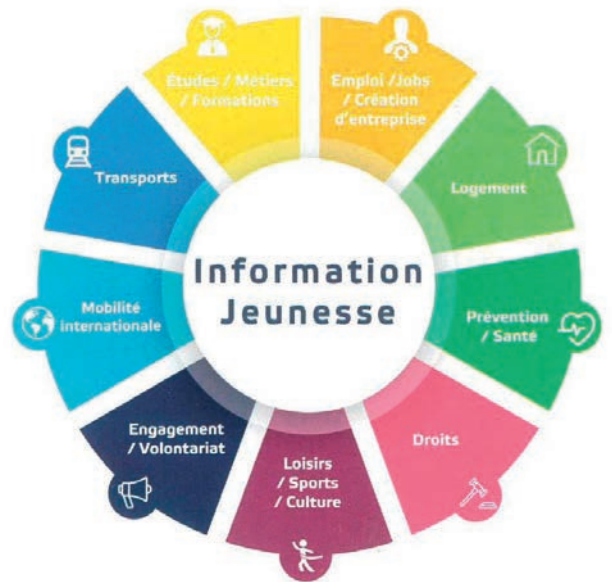 Information
Jeunesse
Études / Métiers
/ Formations
Emploi /Jobs
/ Création
d'entreprise
Logement
Prévention
/ Santé
Droits
Loisirs
/ Sports
/ Culture
Engagement
/ Volontariat
Mobilité
internationale
Transports